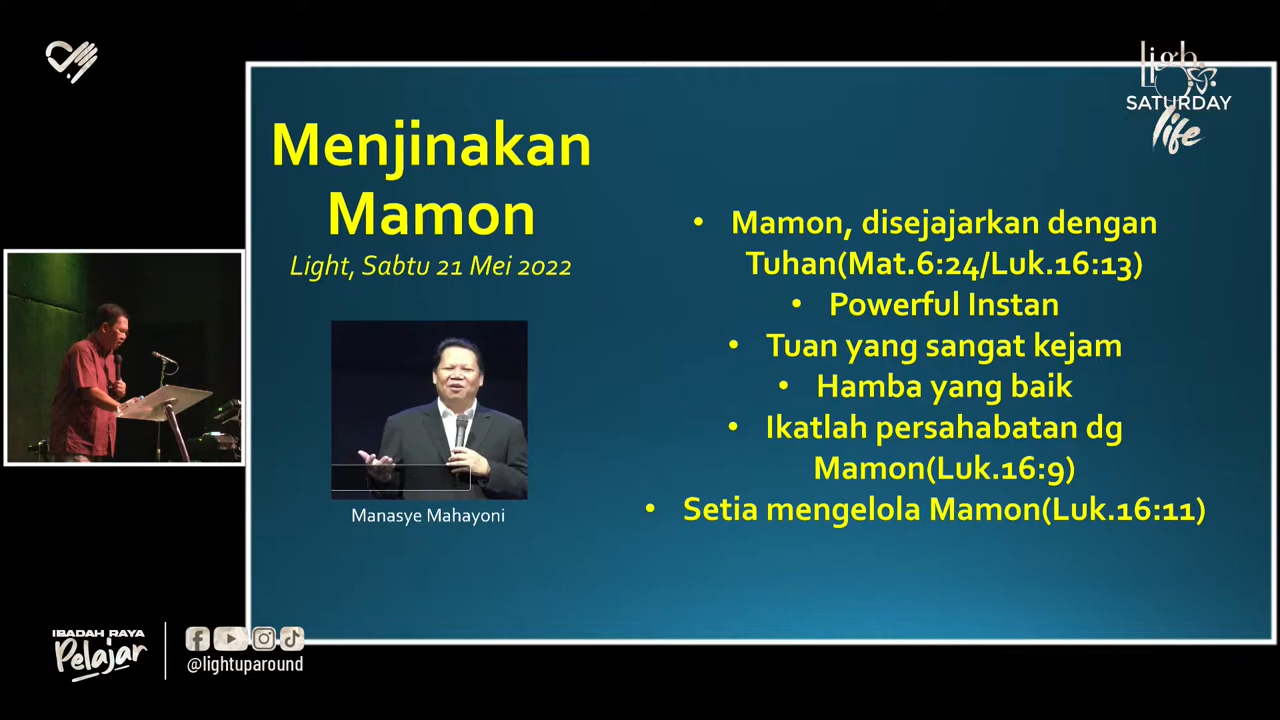 Light
SATURDAY
life
Menjinakan
Mamon
Light, Sabtu 21 Mei 2022
Manasye Mahayoni
• Mamon, disejajarkan dengan
Tuhan(Mat.6:24/Luk.16:13)
• Powerful Instan
• Tuan yang sangat kejam
• Hamba yang baik
• Ikatlah persahabatan dg
Mamon(Luk.16:9)
• Setia mengelola Mamon(Luk.16:11)
IBADAH RAYA
Pelajar
@lightuparound